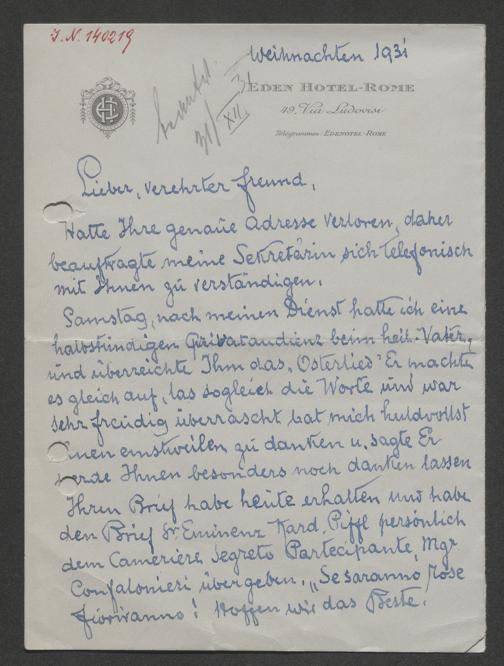 I.N. 140219
Weihnachten 1931
EDEN HOTEL-ROME
49, Via Ludovisi
Télégrammes: EDENOTEL-ROME
31/XII 31
Lieber, verehrter Freund,
Hatte Ihre genaue Adresse verloren, daher
beauftragte meine Sekretärin sich telefonisch
mit Ihnen zu verständigen.
Samstag, nach meinen Dienst hatte ich eine
halbstündigen Privataudienz beim heil. Vater,
und überreichte Ihm das „Osterlied" Er machte
es gleich auf, las sogleich die Worte und war
sehr freudig überrascht bat mich huldvollst
Ihnen einstweilen zu danken u. sagte Er
werde Ihnen besonders noch danken lassen
Ihren Brief habe heute erhalten und habe
den Brief Sr Eminenz Kard. Piffl persönlich
dem Cameriere Segreto Partecipante, Mgr
Confalonieri übergeben. „Se saranno rose
fioriranno! Hoffen wir das Beste.